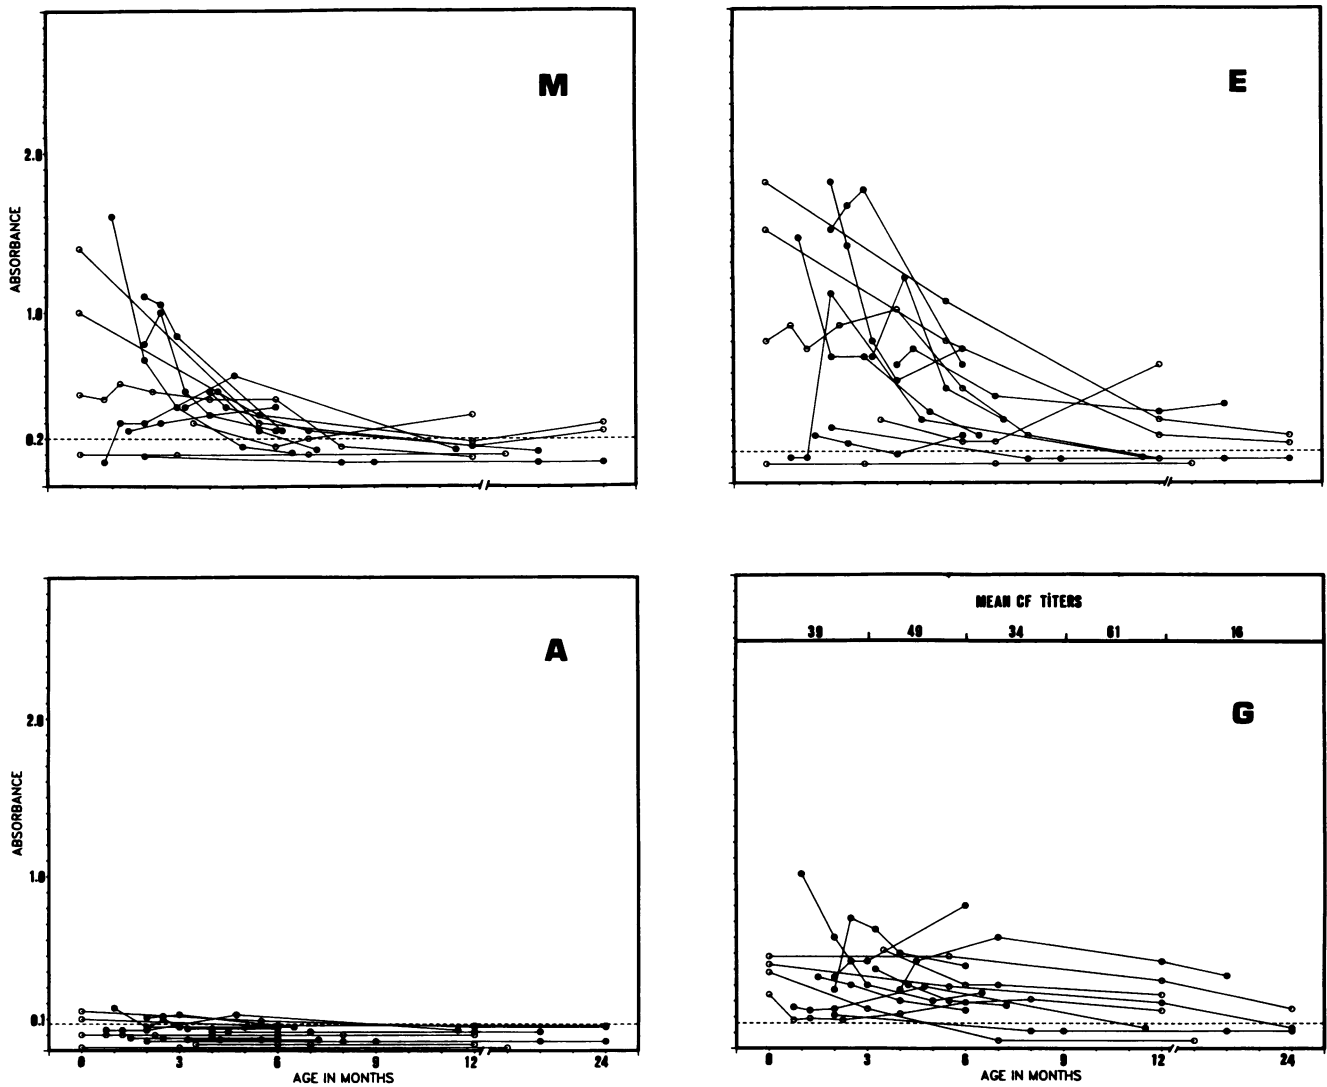 M
E
2.0
1.0
0.2
ABSORBANCE
MEAN CF TITERS
39 49 34 61 16
A
G
2.0
1.0
0.1
ABSORBANCE
0 3 6 12 24
AGE IN MONTHS
0 3 6 9 12 24
AGE IN MONTHS